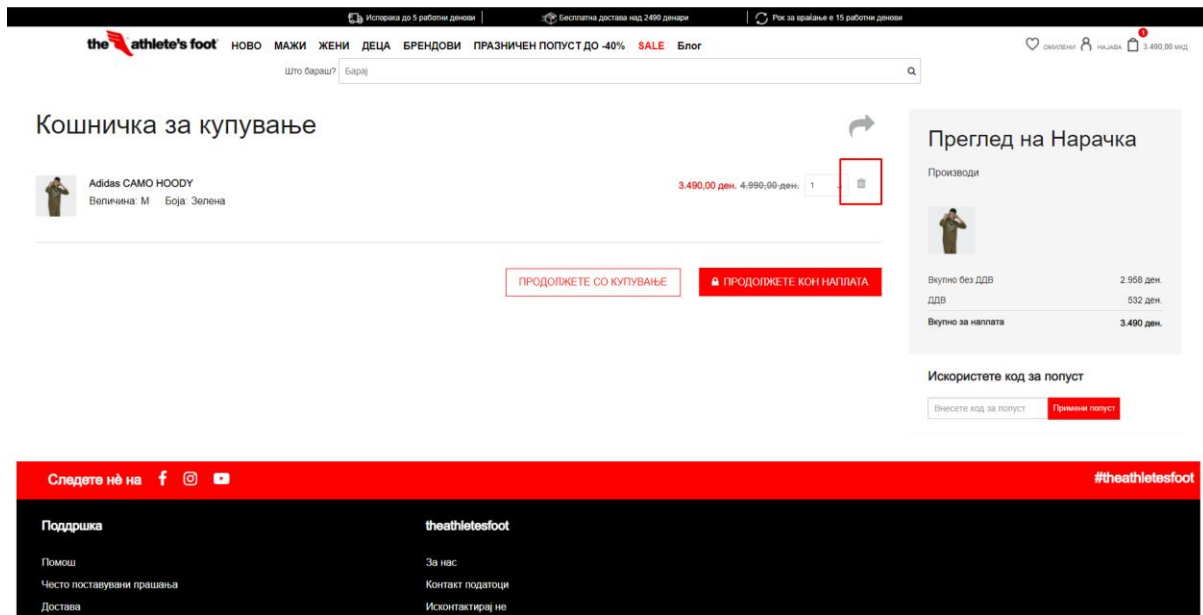 Испорака до 5 работни денови
Бесплатна достава над 2490 денари
Рок за враќање е 15 работни денови
the athlete's foot НОВО МАЖИ ЖЕНИ ДЕЦА БРЕНДОВИ ПРАЗНИЧЕН ПОПУСТ ДО -40% SALE Блог
ОМИЛЕНИ НАЈАВА 1 3.490,00 МКД
Што бараш? Барај
Кошничка за купување
Adidas CAMO HOODY
Величина: M Боја: Зелена
3.490,00 ден. 4.990,00 ден. 1
ПРОДОЛЖЕТЕ СО КУПУВАЊЕ
ПРОДОЛЖЕТЕ КОН НАПЛАТА
Преглед на Нарачка
Производи
Вкупно без ДДВ 2.958 ден.
ДДВ 532 ден.
Вкупно за наплата 3.490 ден.
Искористете код за попуст
Внесете код за попуст Примени попуст
Следете нè на
#theathletesfoot
Поддршка
Помош
Често поставувани прашања
Достава
theathletesfoot
За нас
Контакт податоци
Исконтактирај не